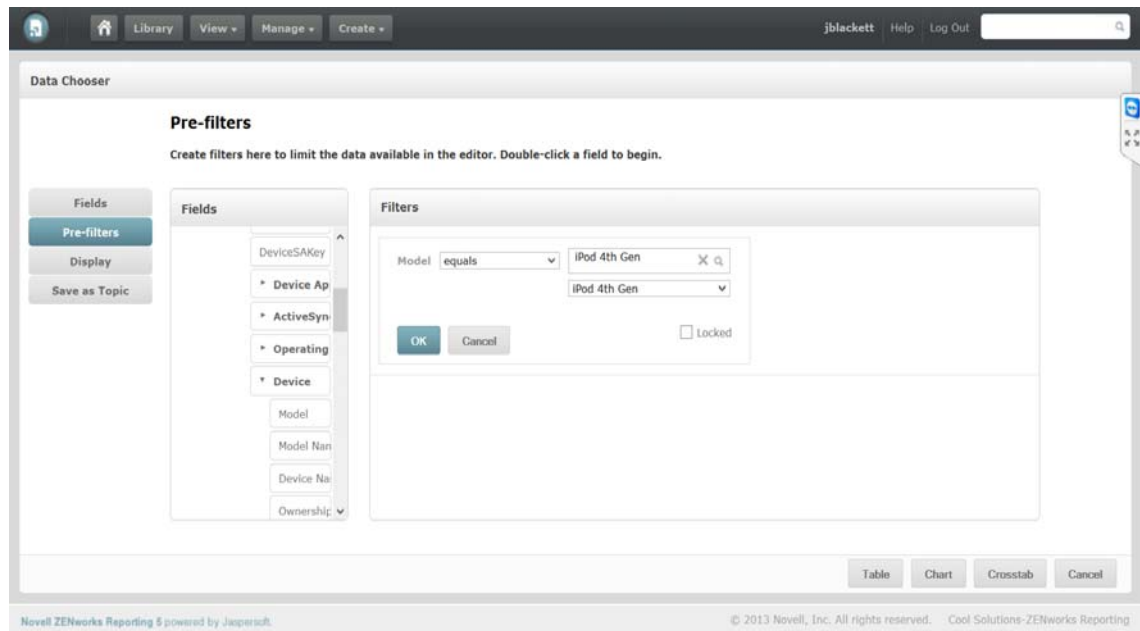 Library View Manage Create jblackett Help Log Out
Data Chooser
Pre-filters
Create filters here to limit the data available in the editor. Double-click a field to begin.
Fields
Pre-filters
Display
Save as Topic
Fields
DeviceSAKey
Device Ap
ActiveSyn
Operating
Device
Model
Model Nan
Device Na
Ownership
Filters
Model equals iPod 4th Gen
iPod 4th Gen
OK Cancel Locked
Table Chart Crosstab Cancel
Novell ZENworks Reporting 5 powered by Jaspersoft. © 2013 Novell, Inc. All rights reserved. Cool Solutions-ZENworks Reporting